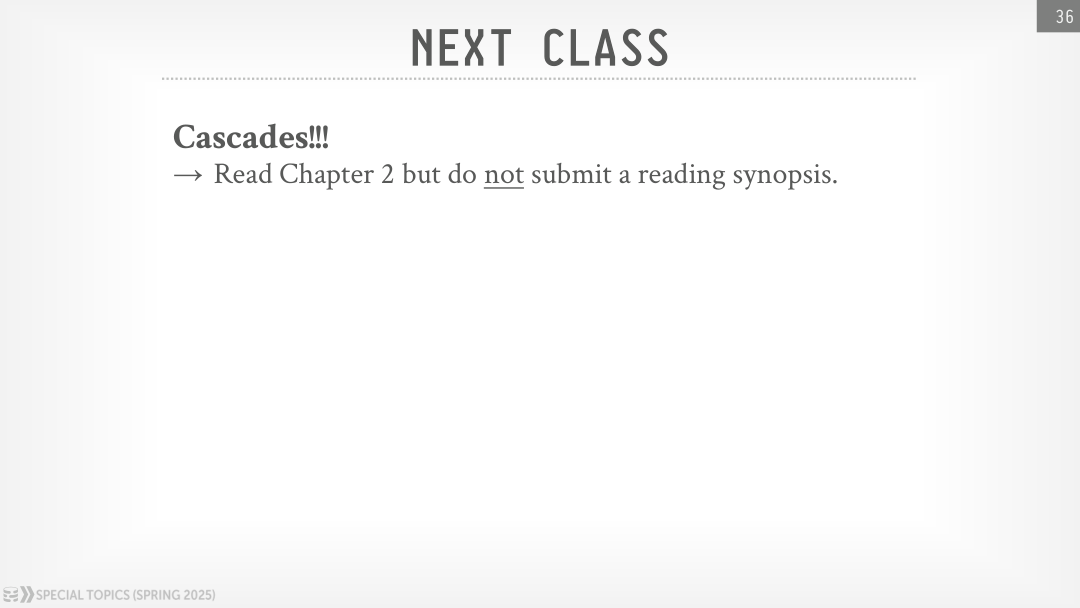 36
NEXT CLASS
Cascades!!!
→ Read Chapter 2 but do not submit a reading synopsis.
SPECIAL TOPICS (SPRING 2025)